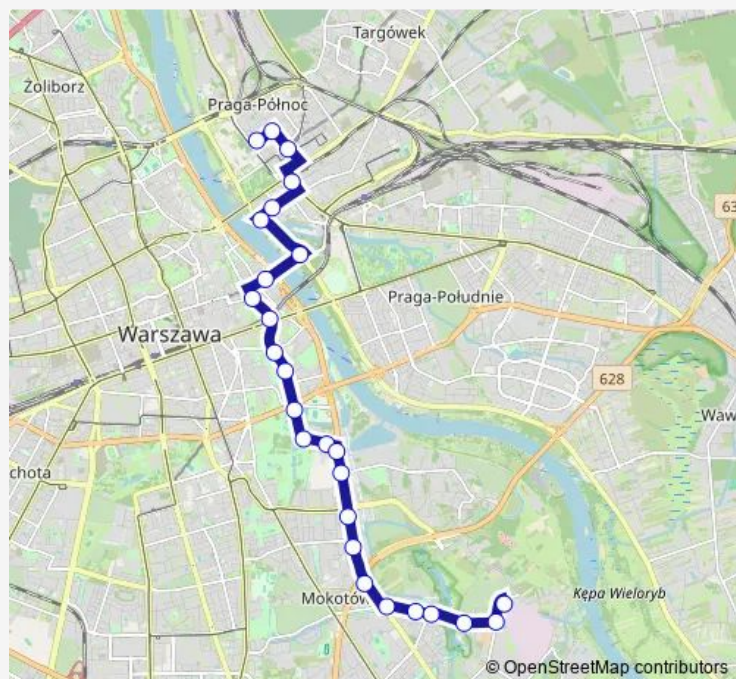 Targówek
Żoliborz
Praga-Północ
63
Praga-Południe
Warszawa
628
Waw
chota
Mokotów
Kępa Wieloryb
© OpenStreetMap contributors